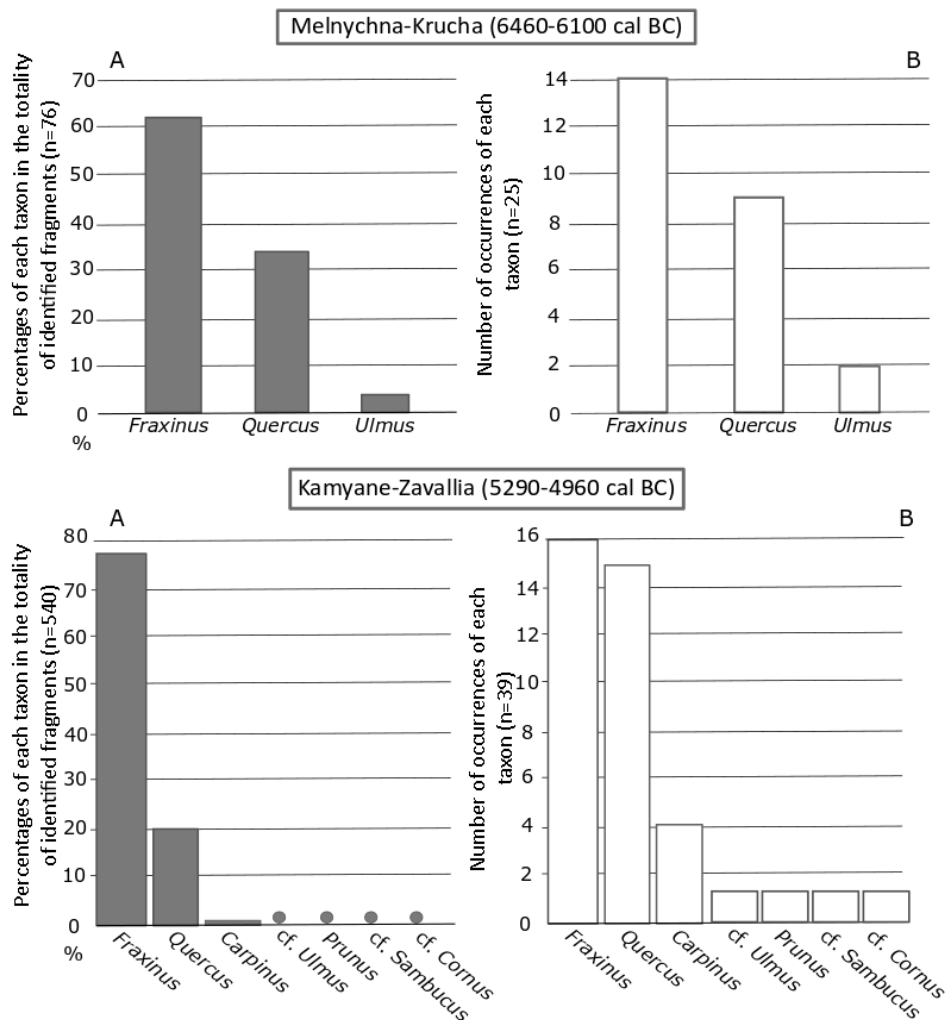 Melnychna-Krucha (6460-6100 cal BC)
A
Percentages of each taxon in the totality
of identified fragments (n=76)
70
60
50
40
30
20
10
0
%
Fraxinus
Quercus
Ulmus
B
Number of occurrences of each
taxon (n=25)
14
12
10
8
6
4
2
0
Fraxinus
Quercus
Ulmus
Kamyane-Zavallia (5290-4960 cal BC)
A
Percentages of each taxon in the totality
of identified fragments (n=540)
80
70
60
50
40
30
20
10
0
%
Fraxinus
Quercus
Carpinus
cf. Ulmus
Prunus
cf. Sambucus
cf. Cornus
B
Number of occurrences of each
taxon (n=39)
16
14
12
10
8
6
4
2
0
Fraxinus
Quercus
Carpinus
cf. Ulmus
Prunus
cf. Sambucus
cf. Cornus